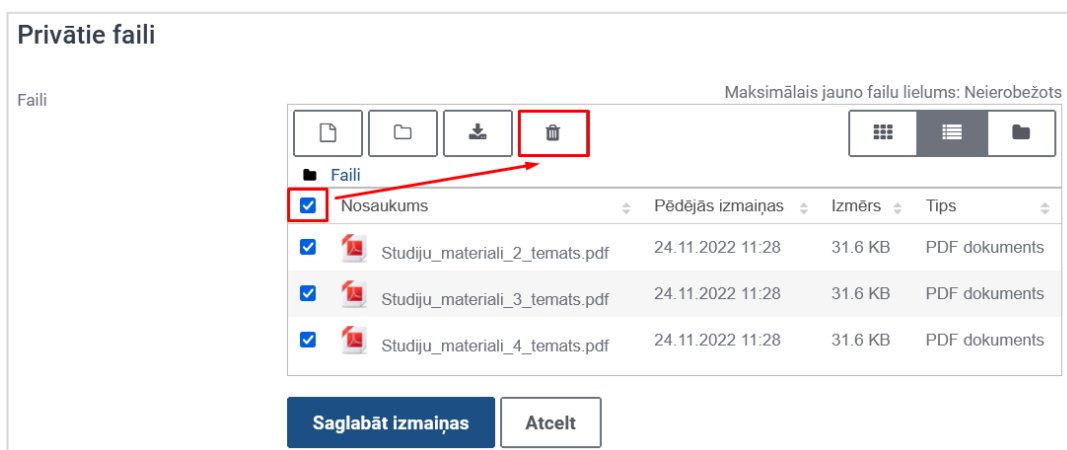 Privātie faili
Faili
Maksimālais jauno failu lielums: Neierobežots
Faili
Nosaukums Pēdējās izmaiņas Izmērs Tips
Studiju_materiali_2_temats.pdf 24.11.2022 11:28 31.6 KB PDF dokuments
Studiju_materiali_3_temats.pdf 24.11.2022 11:28 31.6 KB PDF dokuments
Studiju_materiali_4_temats.pdf 24.11.2022 11:28 31.6 KB PDF dokuments
Saglabāt izmaiņas Atcelt